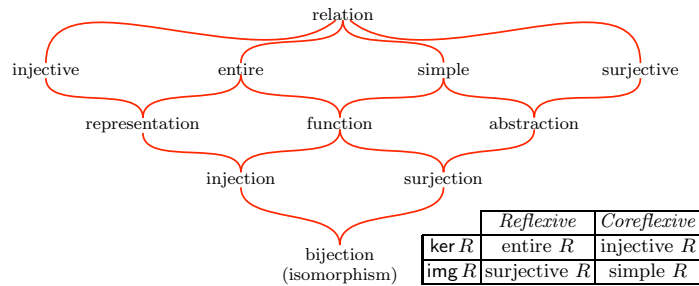 relation
injective entire simple surjective
representation function abstraction
injection surjection
bijection
(isomorphism)
Reflexive Coreflexive
ker R entire R injective R
img R surjective R simple R